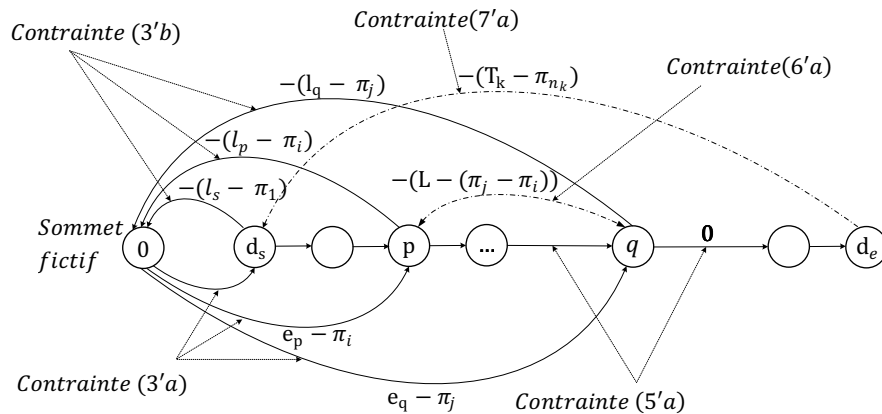 Contrainte(7'a)
Contrainte (3'b)
−(l_q − π_j)
−(T_k − π_{n_k})
Contrainte(6'a)
−(l_p − π_i)
−(L − (π_j − π_i))
−(l_s − π_1)
Sommet
fictif
0
d_s
p
...
q
0
d_e
e_p − π_i
Contrainte (3'a)
e_q − π_j
Contrainte (5'a)